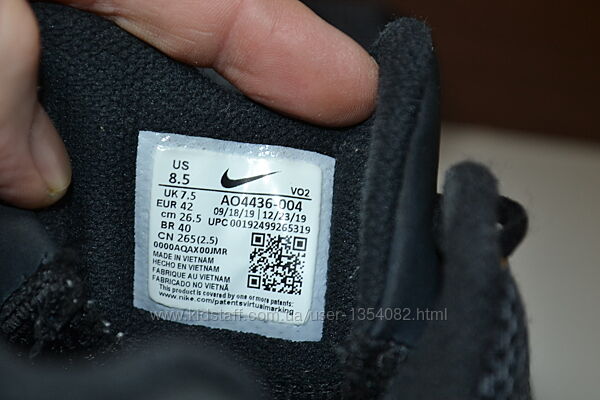 US
8.5
VO2
UK 7.5
AO4436-004
EUR 42
09/18/19 | 12/23/19
cm 26.5
UPC 00192499265319
BR 40
CN 265(2.5)
0000AQAX00JMR
MADE IN VIETNAM
HECHO EN VIETNAM
FABRIQUE AU VIETNAM
FABRICADO NO VIETNÃ
This product is covered by one or more patents:
www.nike.com/patentsvirtualmarking
www.kidstaff.com.ua/user-1354082.html